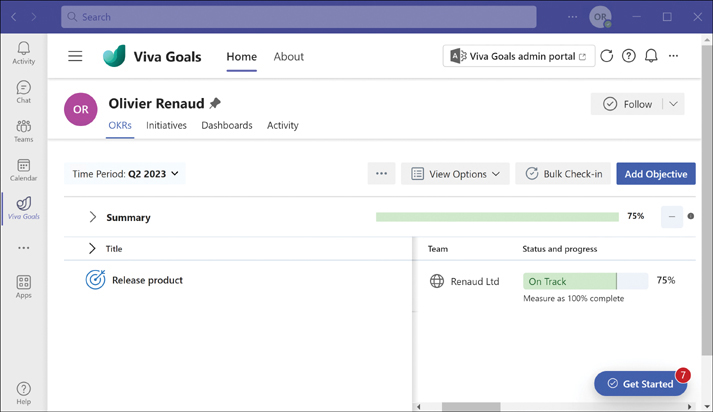 Search
OR
Activity
Chat
Teams
Calendar
Viva Goals
Apps
Help
Viva Goals
Home
About
Viva Goals admin portal
OR
Olivier Renaud
OKRs
Initiatives
Dashboards
Activity
Follow
Time Period: Q2 2023
View Options
Bulk Check-in
Add Objective
Summary
75%
Title
Team
Status and progress
Release product
Renaud Ltd
On Track
75%
Measure as 100% complete
Get Started
7